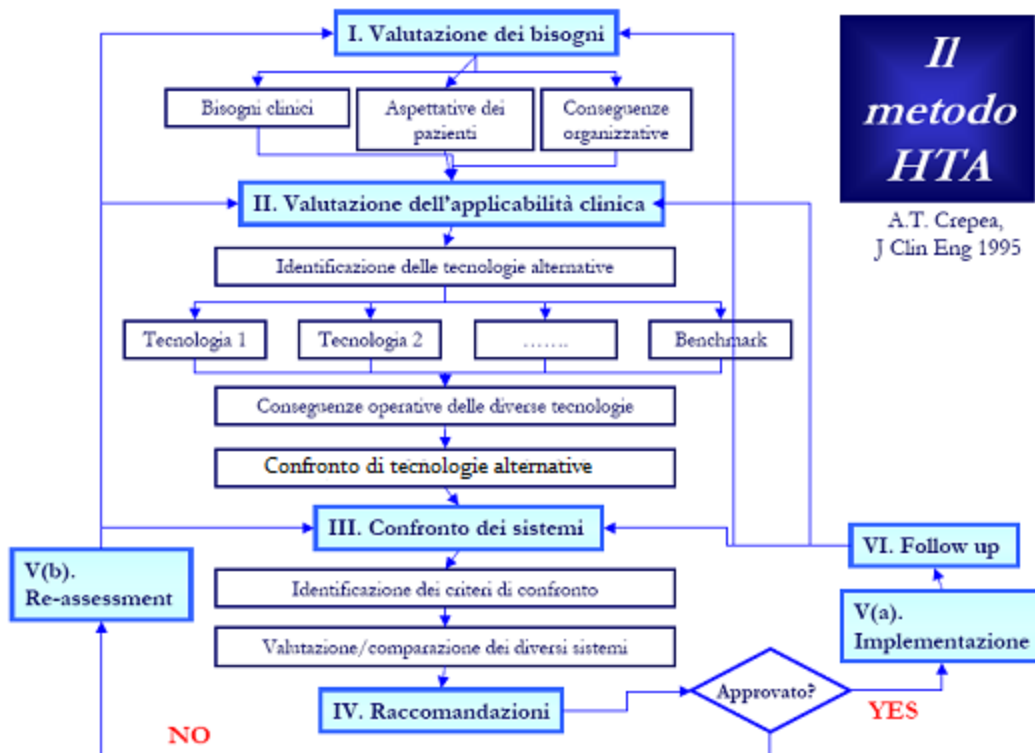 I. Valutazione dei bisogni
Il
metodo
HTA
A.T. Crepea,
J Clin Eng 1995
Bisogni clinici
Aspettative dei
pazienti
Conseguenze
organizzative
II. Valutazione dell'applicabilità clinica
Identificazione delle tecnologie alternative
Tecnologia 1
Tecnologia 2
.......
Benchmark
Conseguenze operative delle diverse tecnologie
Confronto di tecnologie alternative
III. Confronto dei sistemi
Identificazione dei criteri di confronto
Valutazione/comparazione dei diversi sistemi
IV. Raccomandazioni
Approvato?
YES
V(a).
Implementazione
VI. Follow up
NO
V(b).
Re-assessment